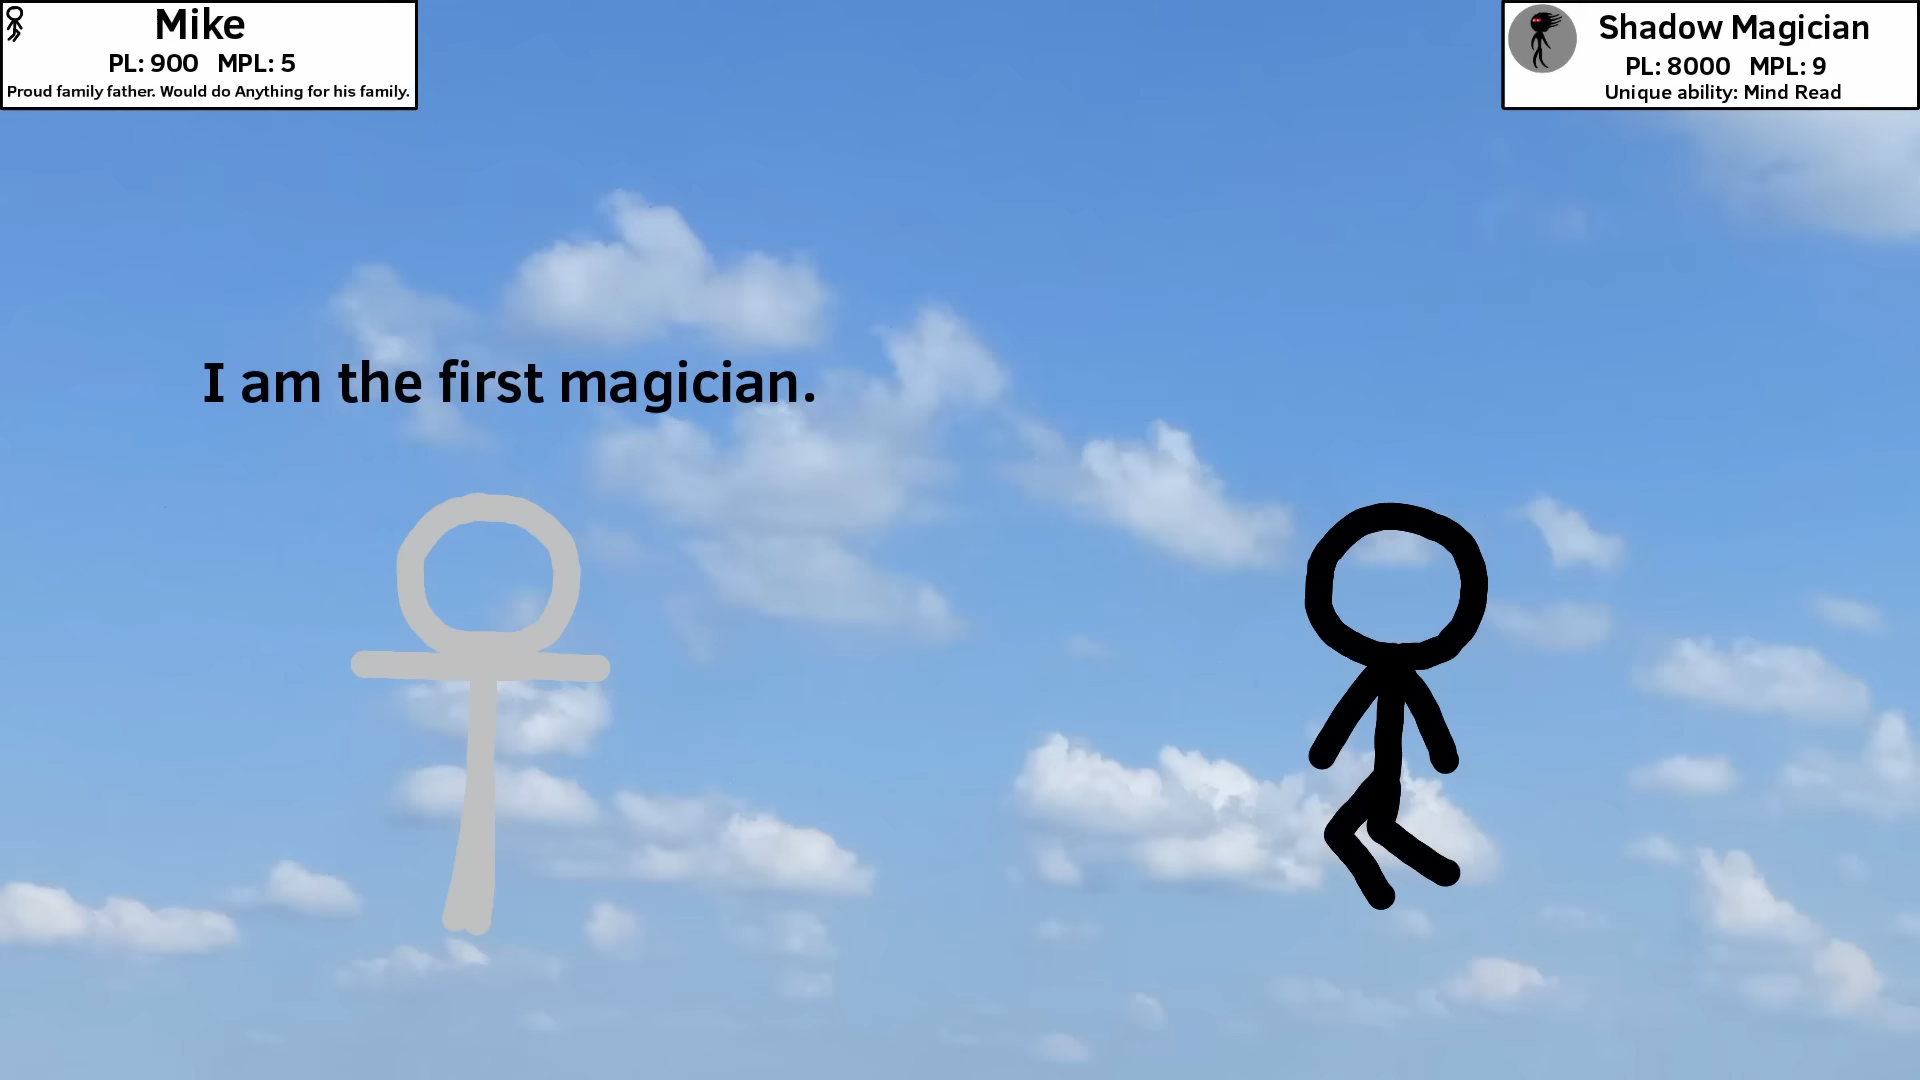 Mike
PL: 900 MPL: 5
Proud family father. Would do Anything for his family.
Shadow Magician
PL: 8000 MPL: 9
Unique ability: Mind Read
I am the first magician.